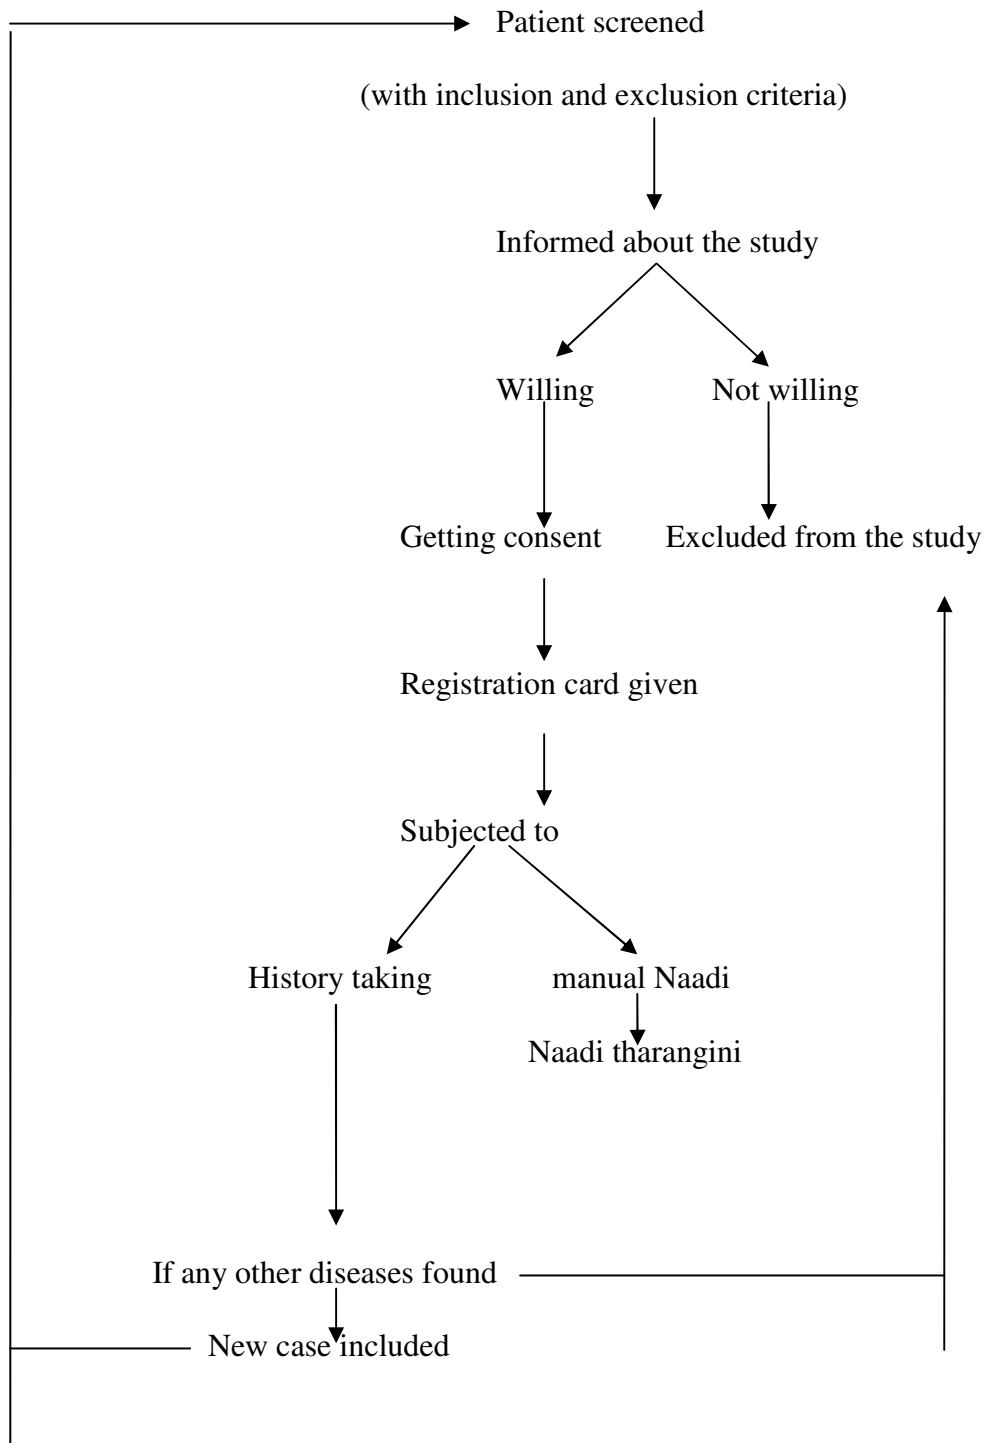 Patient screened
(with inclusion and exclusion criteria)
Informed about the study
Willing
Not willing
Getting consent
Excluded from the study
Registration card given
Subjected to
History taking
manual Naadi
Naadi tharangini
If any other diseases found
New case included